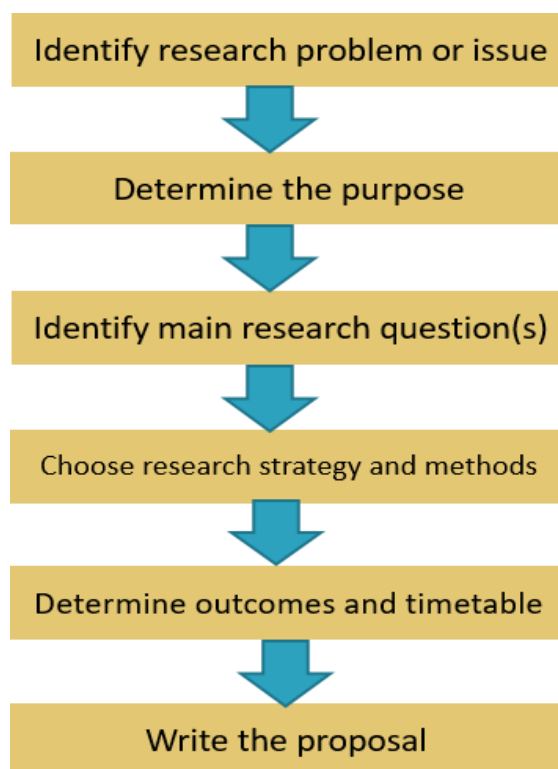 Identify research problem or issue
Determine the purpose
Identify main research question(s)
Choose research strategy and methods
Determine outcomes and timetable
Write the proposal